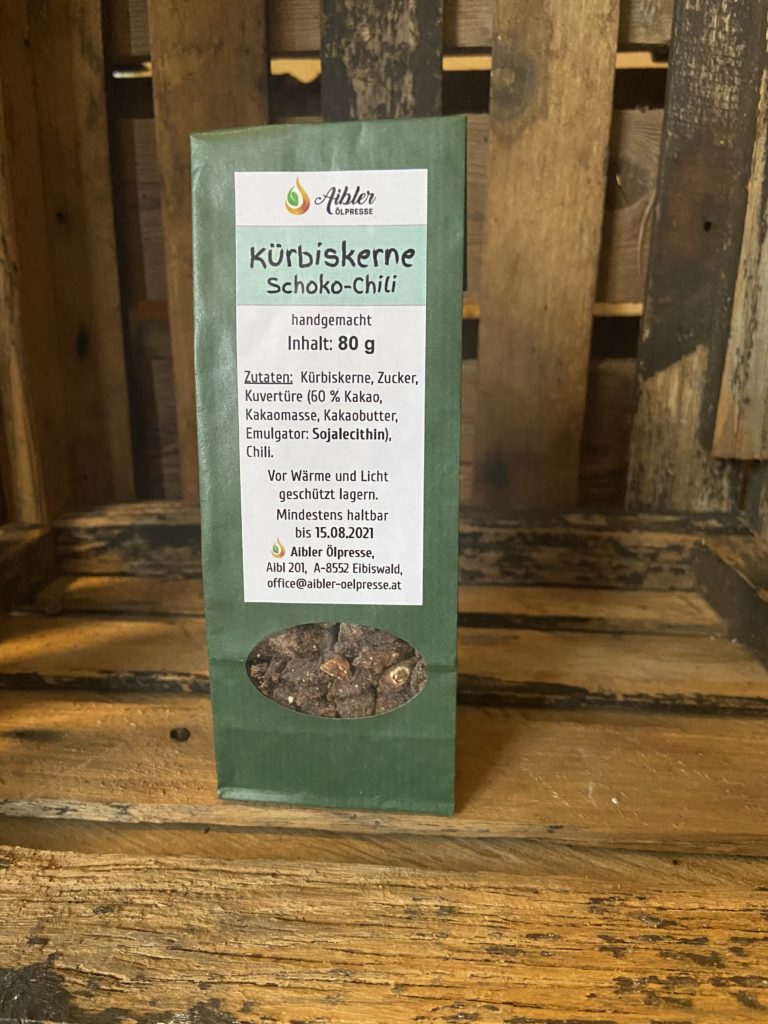 Aibler
ÖLPRESSE
Kürbiskerne
Schoko-Chili
handgemacht
Inhalt: 80 g
Zutaten: Kürbiskerne, Zucker,
Kuvertüre (60 % Kakao,
Kakaomasse, Kakaobutter,
Emulgator: Sojalecithin),
Chili.
Vor Wärme und Licht
geschützt lagern.
Mindestens haltbar
bis 15.08.2021
Aibler Ölpresse,
Aibl 201, A-8552 Eibiswald,
office@aibler-oelpresse.at